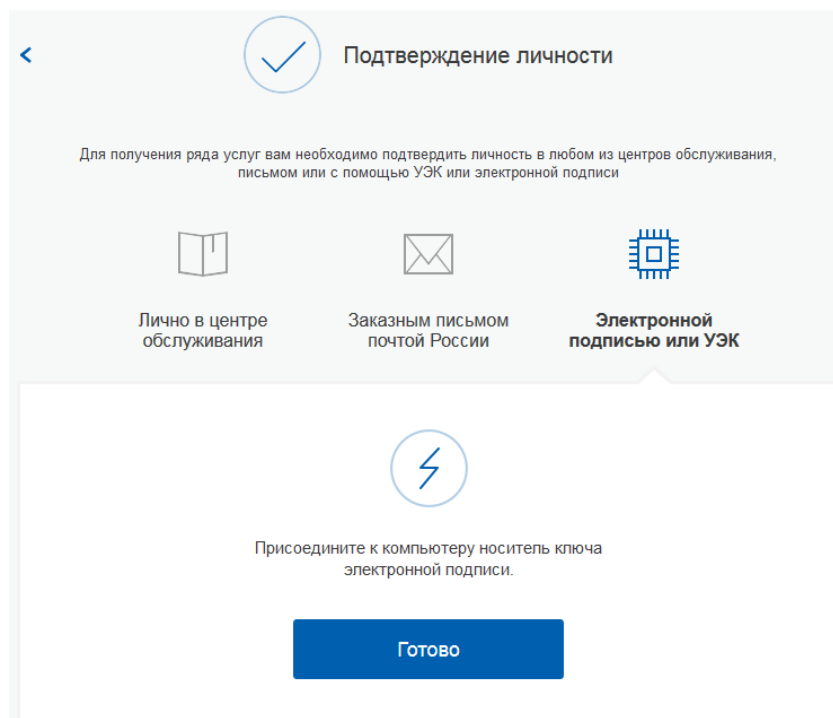 Подтверждение личности
Для получения ряда услуг вам необходимо подтвердить личность в любом из центров обслуживания,
письмом или с помощью УЭК или электронной подписи
Лично в центре
обслуживания
Заказным письмом
почтой России
Электронной
подписью или УЭК
Присоедините к компьютеру носитель ключа
электронной подписи.
Готово